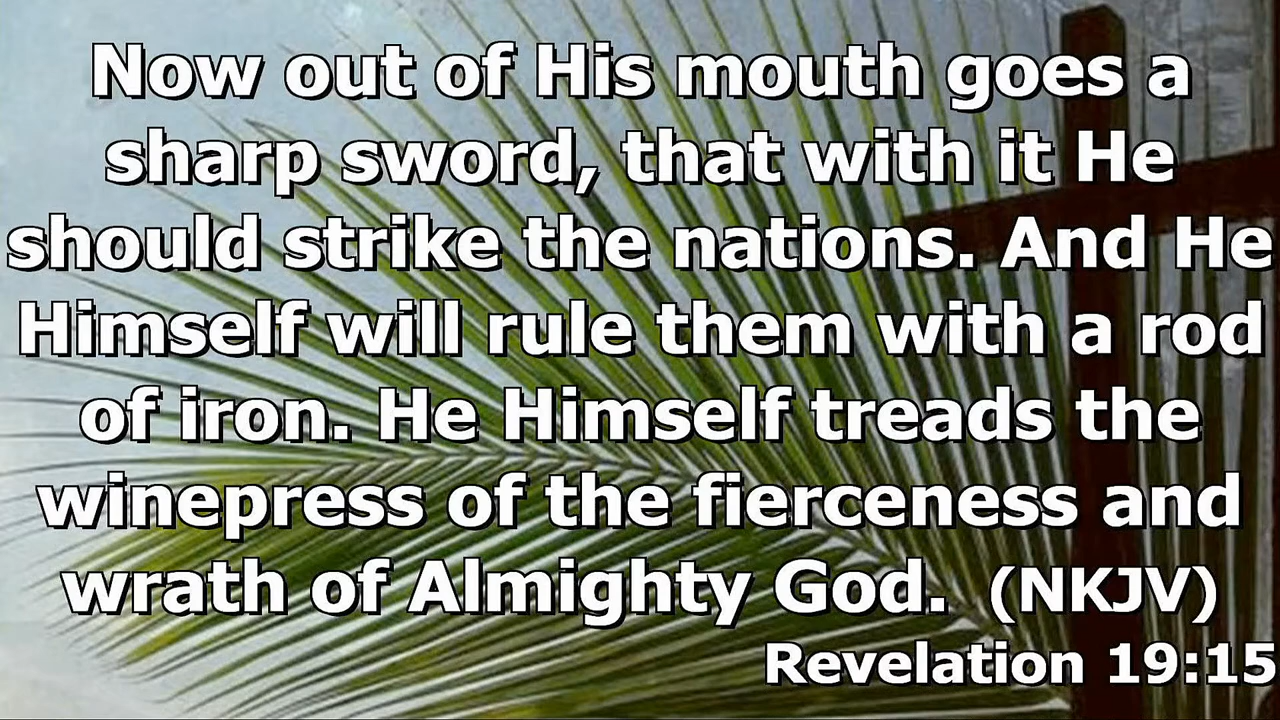 Now out of His mouth goes a
sharp sword, that with it He
should strike the nations. And He
Himself will rule them with a rod
of iron. He Himself treads the
winepress of the fierceness and
wrath of Almighty God. (NKJV)
Revelation 19:15